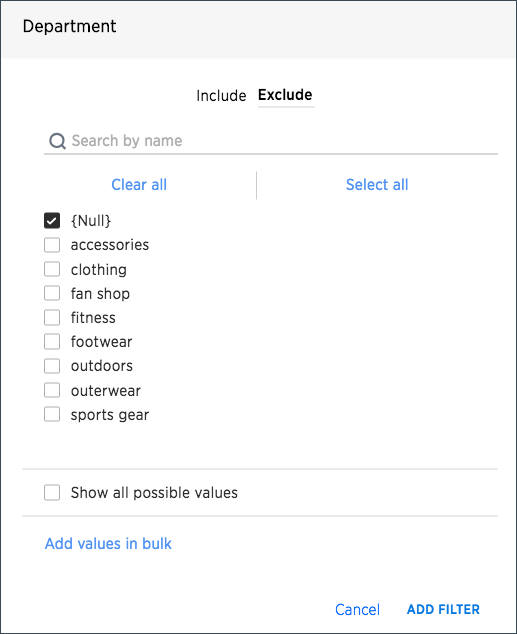 Department
Include Exclude
Search by name
Clear all Select all
{Null}
accessories
clothing
fan shop
fitness
footwear
outdoors
outerwear
sports gear
Show all possible values
Add values in bulk
Cancel ADD FILTER